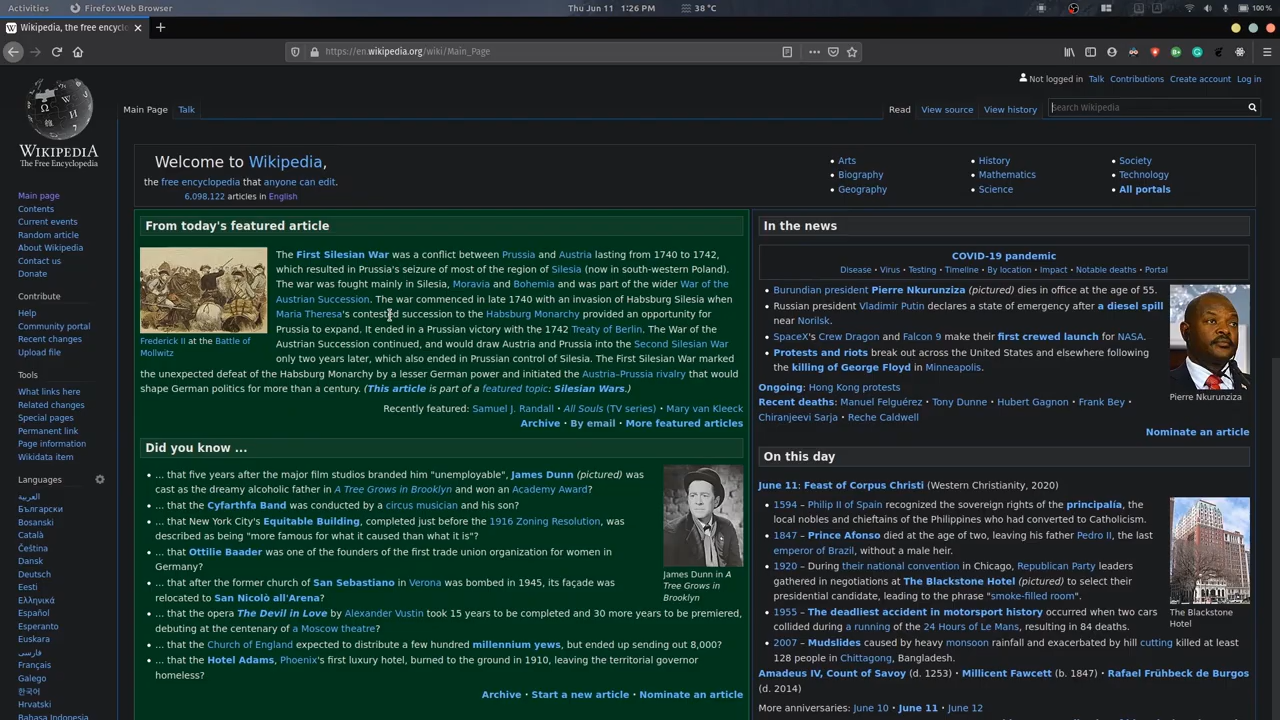 Activities
Firefox Web Browser
Thu Jun 11 1:26 PM
38 °C
100 %
Wikipedia, the free encycl
https://en.wikipedia.org/wiki/Main_Page
Not logged in Talk Contributions Create account Log in
Main Page Talk
Read View source View history
Search Wikipedia
WIKIPEDIA
The Free Encyclopedia
Main page
Contents
Current events
Random article
About Wikipedia
Contact us
Donate
Contribute
Help
Community portal
Recent changes
Upload file
Tools
What links here
Related changes
Special pages
Permanent link
Page information
Wikidata item
Languages
العربية
Български
Bosanski
Català
Čeština
Dansk
Deutsch
Eesti
Ελληνικά
Español
Esperanto
Euskara
فارسی
Français
Galego
한국어
Hrvatski
Bahasa Indonesia
Welcome to Wikipedia,
the free encyclopedia that anyone can edit.
6,098,122 articles in English
Arts
Biography
Geography
History
Mathematics
Science
Society
Technology
All portals
From today's featured article
Frederick II at the Battle of
Mollwitz
The First Silesian War was a conflict between Prussia and Austria lasting from 1740 to 1742,
which resulted in Prussia's seizure of most of the region of Silesia (now in south-western Poland).
The war was fought mainly in Silesia, Moravia and Bohemia and was part of the wider War of the
Austrian Succession. The war commenced in late 1740 with an invasion of Habsburg Silesia when
Maria Theresa's contested succession to the Habsburg Monarchy provided an opportunity for
Prussia to expand. It ended in a Prussian victory with the 1742 Treaty of Berlin. The War of the
Austrian Succession continued, and would draw Austria and Prussia into the Second Silesian War
only two years later, which also ended in Prussian control of Silesia. The First Silesian War marked
the unexpected defeat of the Habsburg Monarchy by a lesser German power and initiated the Austria–Prussia rivalry that would
shape German politics for more than a century. (This article is part of a featured topic: Silesian Wars.)
Recently featured: Samuel J. Randall • All Souls (TV series) • Mary van Kleeck
Archive • By email • More featured articles
Did you know ...
• ... that five years after the major film studios branded him "unemployable", James Dunn (pictured) was
cast as the dreamy alcoholic father in A Tree Grows in Brooklyn and won an Academy Award?
• ... that the Cyfarthfa Band was conducted by a circus musician and his son?
• ... that New York City's Equitable Building, completed just before the 1916 Zoning Resolution, was
described as being "more famous for what it caused than what it is"?
• ... that Ottilie Baader was one of the founders of the first trade union organization for women in
Germany?
• ... that after the former church of San Sebastiano in Verona was bombed in 1945, its façade was
relocated to San Nicolò all'Arena?
• ... that the opera The Devil in Love by Alexander Vustin took 15 years to be completed and 30 more years to be premiered,
debuting at the centenary of a Moscow theatre?
• ... that the Church of England expected to distribute a few hundred millennium yews, but ended up sending out 8,000?
• ... that the Hotel Adams, Phoenix's first luxury hotel, burned to the ground in 1910, leaving the territorial governor
homeless?
James Dunn in A
Tree Grows in
Brooklyn
Archive • Start a new article • Nominate an article
In the news
COVID-19 pandemic
Disease • Virus • Testing • Timeline • By location • Impact • Notable deaths • Portal
• Burundian president Pierre Nkurunziza (pictured) dies in office at the age of 55.
• Russian president Vladimir Putin declares a state of emergency after a diesel spill
near Norilsk.
• SpaceX's Crew Dragon and Falcon 9 make their first crewed launch for NASA.
• Protests and riots break out across the United States and elsewhere following
the killing of George Floyd in Minneapolis.
Pierre Nkurunziza
Ongoing: Hong Kong protests
Recent deaths: Manuel Felguérez • Tony Dunne • Hubert Gagnon • Frank Bey •
Chiranjeevi Sarja • Reche Caldwell
Nominate an article
On this day
June 11: Feast of Corpus Christi (Western Christianity, 2020)
• 1594 – Philip II of Spain recognized the sovereign rights of the principalía, the
local nobles and chieftains of the Philippines who had converted to Catholicism.
• 1847 – Prince Afonso died at the age of two, leaving his father Pedro II, the last
emperor of Brazil, without a male heir.
• 1920 – During their national convention in Chicago, Republican Party leaders
gathered in negotiations at The Blackstone Hotel (pictured) to select their
presidential candidate, leading to the phrase "smoke-filled room".
• 1955 – The deadliest accident in motorsport history occurred when two cars
collided during a running of the 24 Hours of Le Mans, resulting in 84 deaths.
• 2007 – Mudslides caused by heavy monsoon rainfall and exacerbated by hill cutting killed at least
128 people in Chittagong, Bangladesh.
The Blackstone
Hotel
Amadeus IV, Count of Savoy (d. 1253) • Millicent Fawcett (b. 1847) • Rafael Frühbeck de Burgos
(d. 2014)
More anniversaries: June 10 • June 11 • June 12